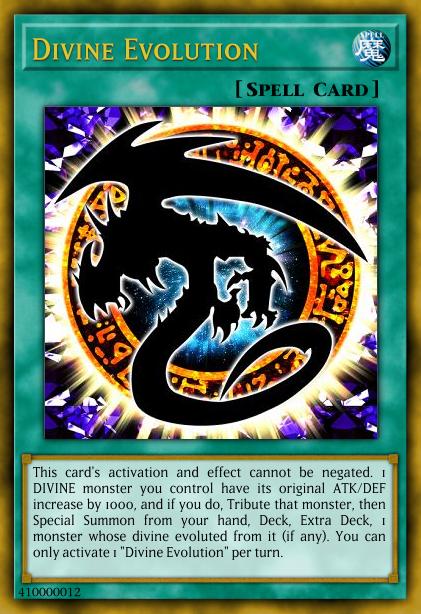 Divine Evolution
SPELL
魔
[ Spell Card ]
This card's activation and effect cannot be negated. 1
DIVINE monster you control have its original ATK/DEF
increase by 1000, and if you do, Tribute that monster, then
Special Summon from your hand, Deck, Extra Deck, 1
monster whose divine evoluted from it (if any). You can
only activate 1 "Divine Evolution" per turn.
410000012